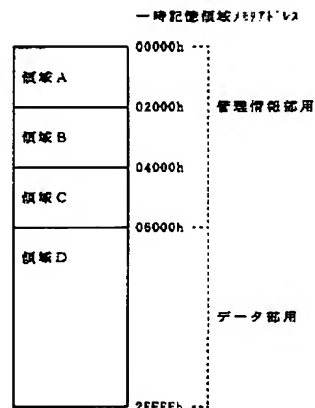 一時記憶領域メモリアドレス
00000h
領域A
02000h
管理情報部用
領域B
04000h
領域C
06000h
領域D
データ部用
2FFFFh